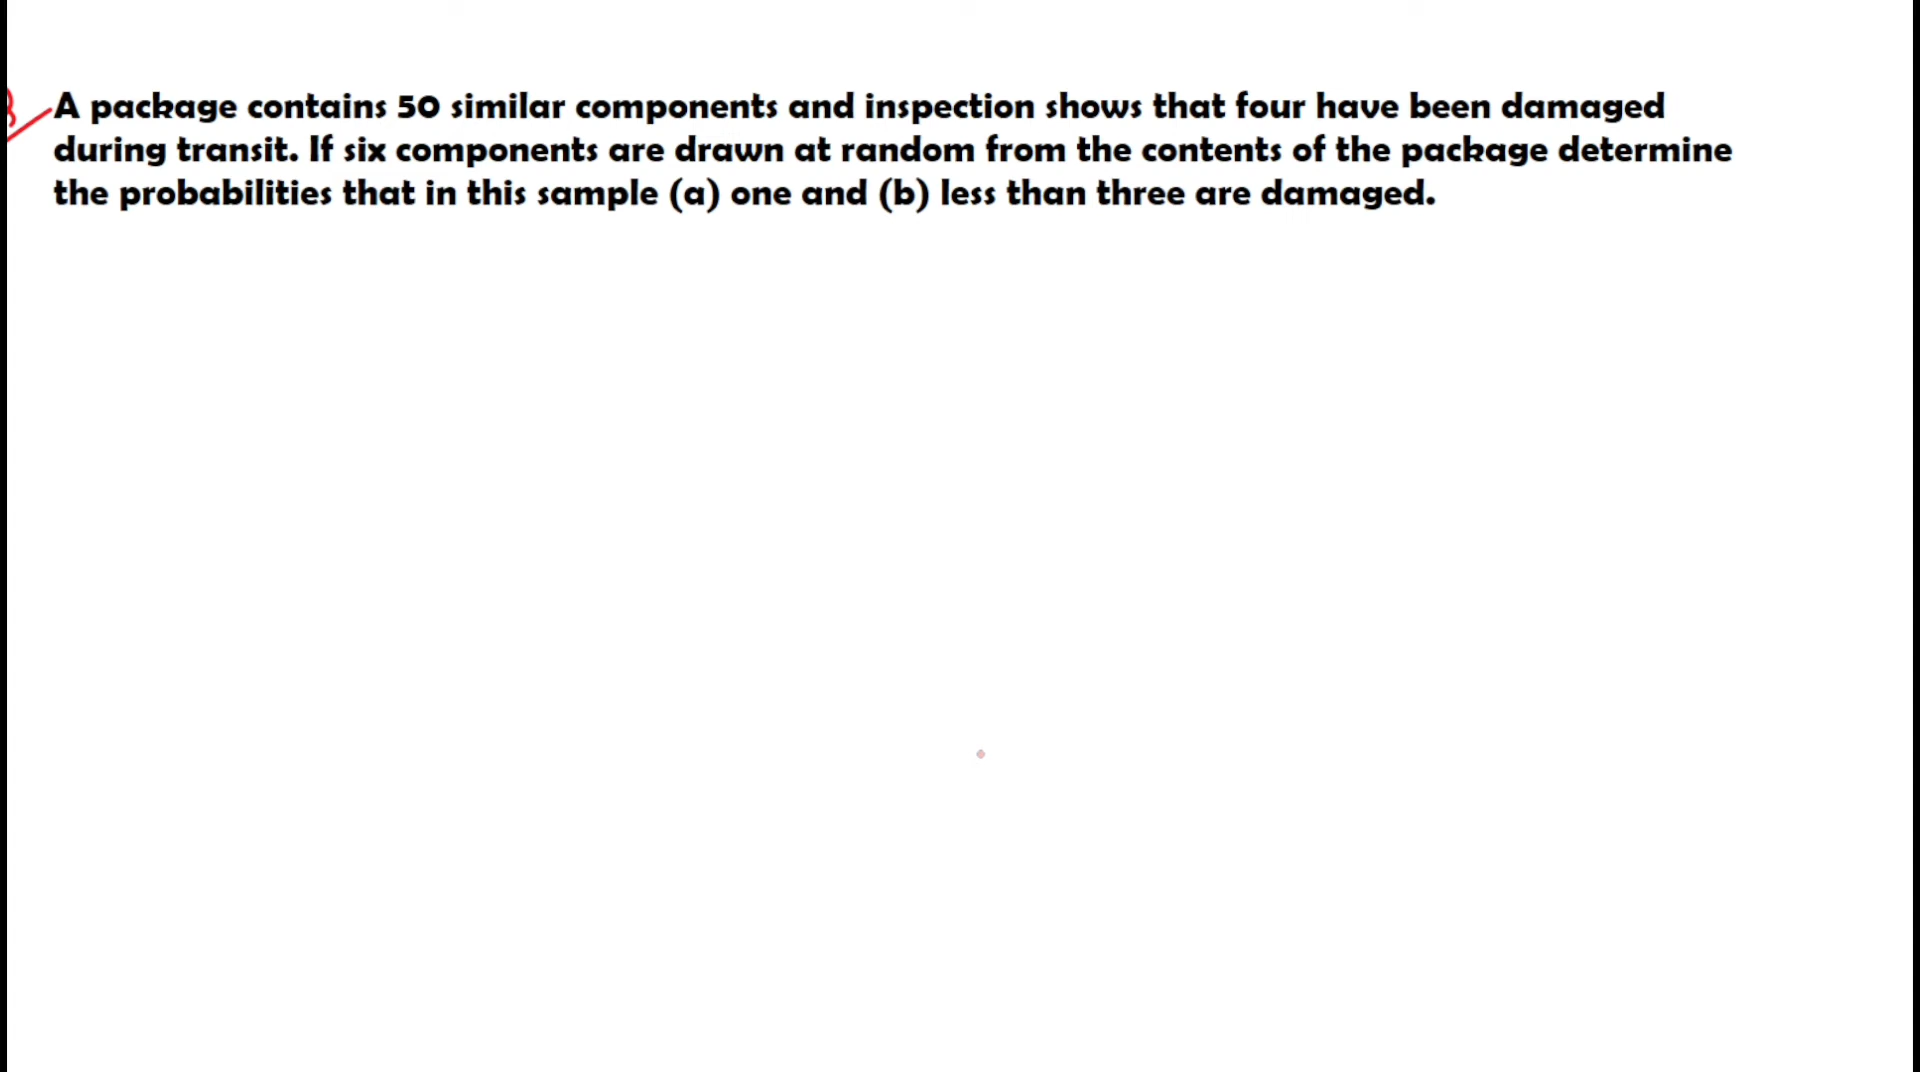 A package contains 50 similar components and inspection shows that four have been damaged
during transit. If six components are drawn at random from the contents of the package determine
the probabilities that in this sample (a) one and (b) less than three are damaged.